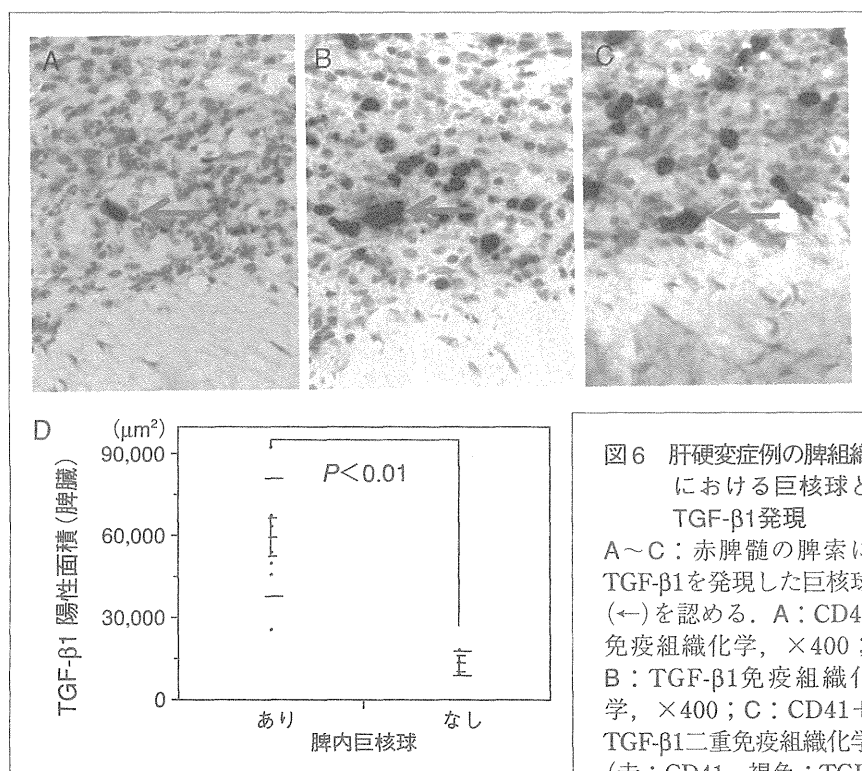 A
B
C
D
(μm²)
90,000
60,000
30,000
0
TGF-β1 陽性面積(脾臓)
P<0.01
あり
なし
脾内巨核球
図6 肝硬変症例の脾組織
における巨核球と
TGF-β1発現
A~C:赤脾髄の脾索に
TGF-β1を発現した巨核球
(←)を認める.A:CD4
免疫組織化学,×400;
B:TGF-β1免疫組織化
学,×400;C:CD41+
TGF-β1二重免疫組織化学
(赤:CD41,褐色:TGF